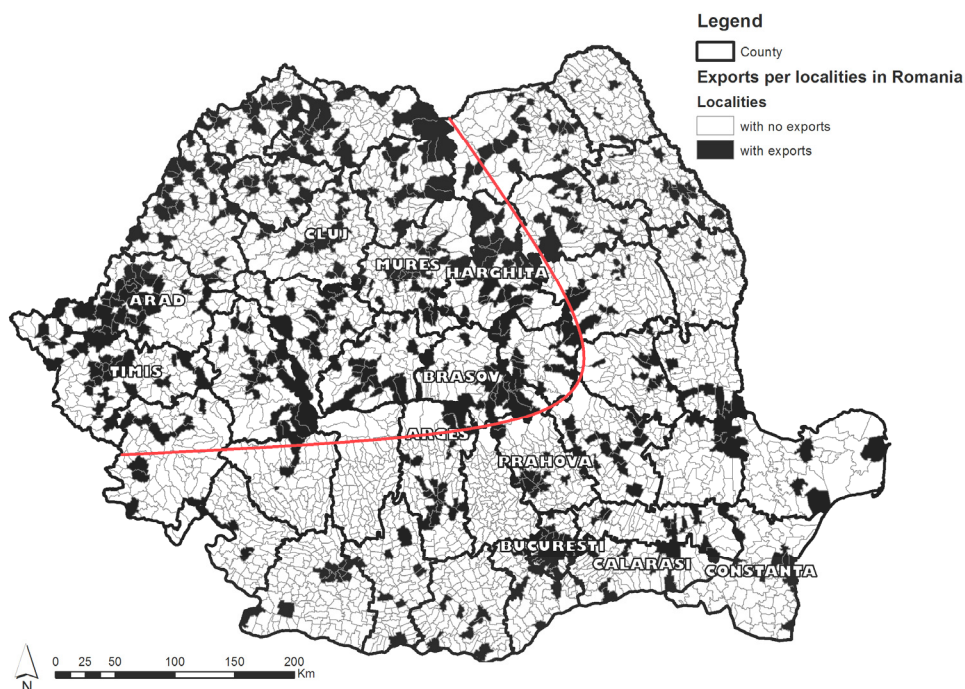 Legend
County
Exports per localities in Romania
Localities
with no exports
with exports
CLUJ
MURES
HARGHITA
ARAD
TIMIS
BRASOV
ARGES
PRAHOVA
BUCURESTI
CALARASI
CONSTANTA
0 25 50 100 150 200
Km
N